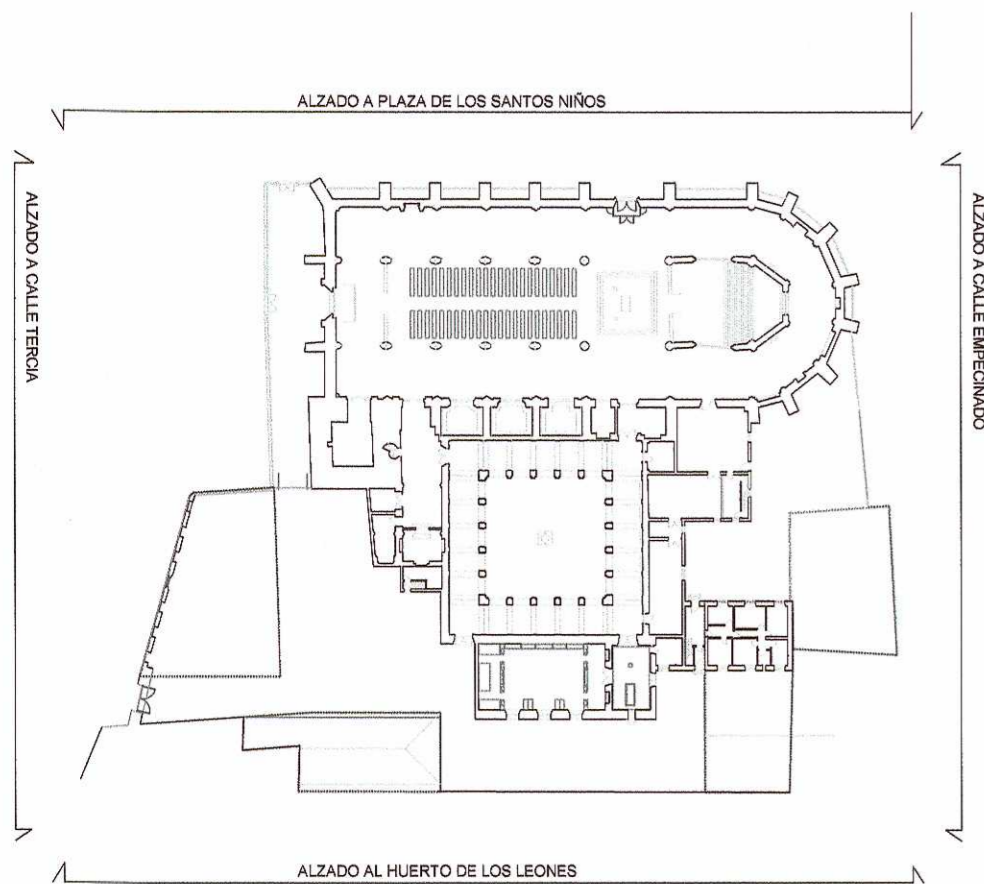 ALZADO A PLAZA DE LOS SANTOS NIÑOS
ALZADO A CALLE TERCIA
ALZADO A CALLE EMPECINADO
ALZADO AL HUERTO DE LOS LEONES